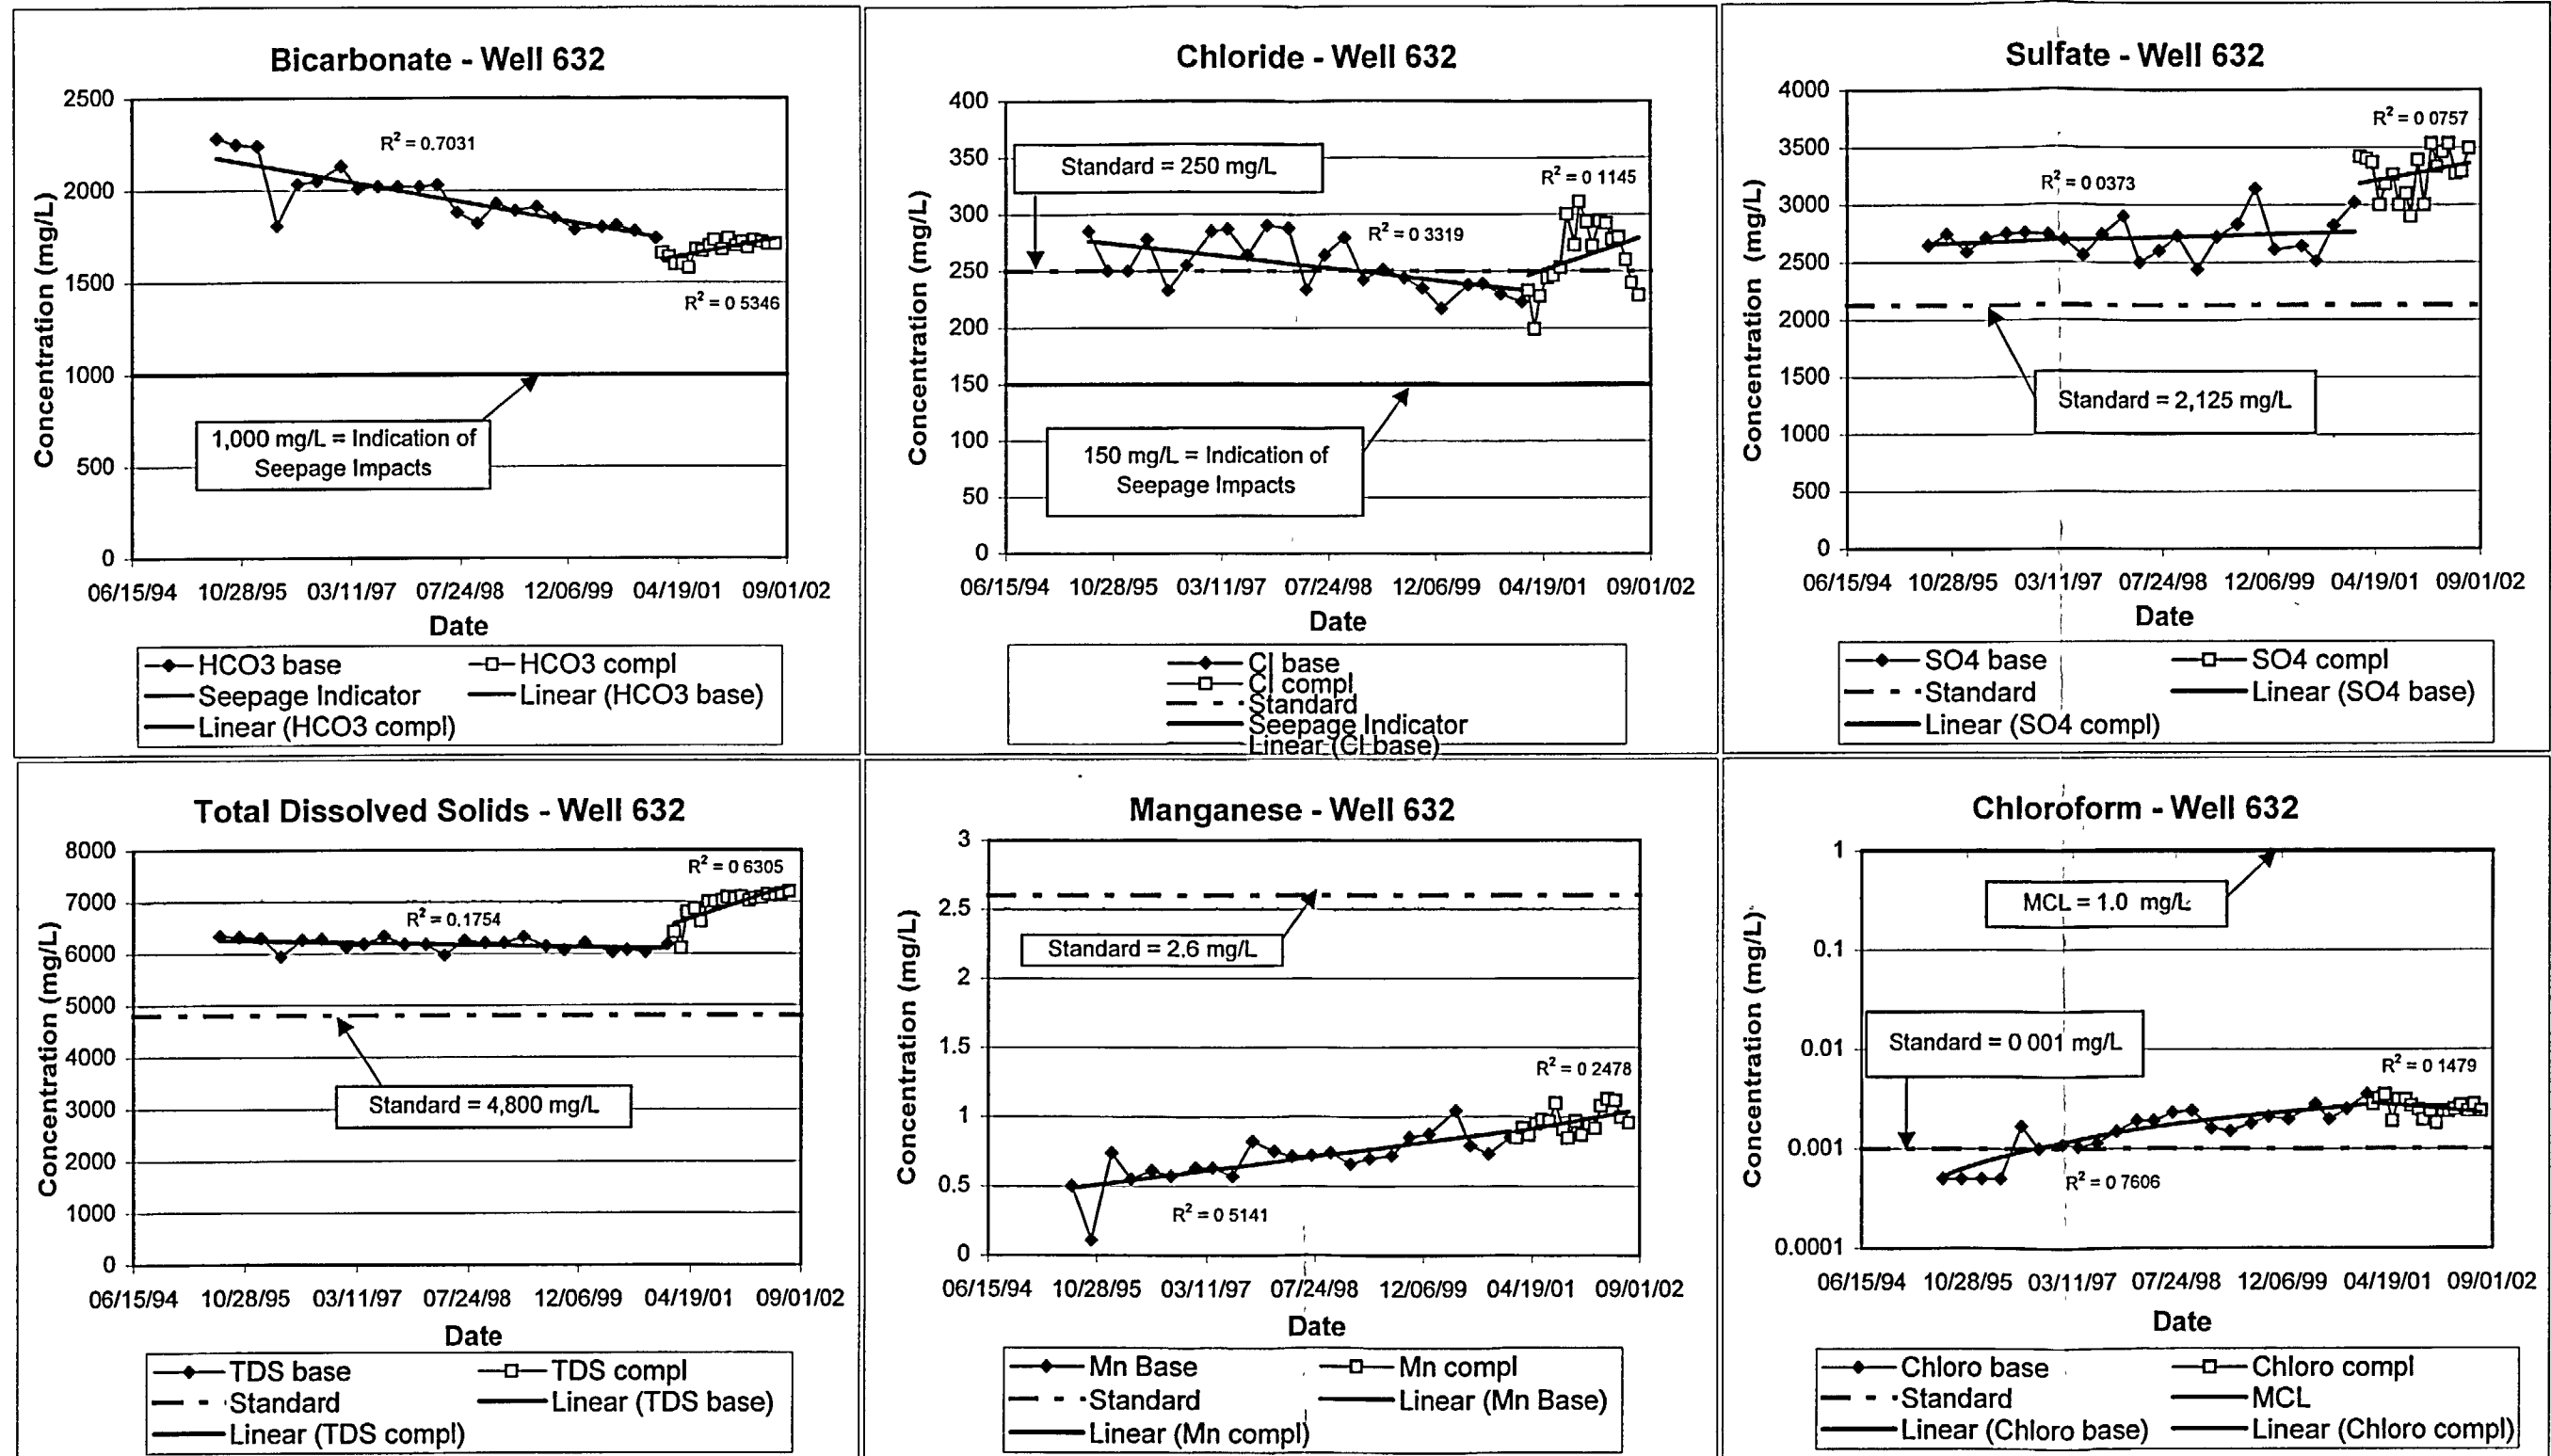 Bicarbonate - Well 632
2500
2000
1500
1000
500
0
Concentration (mg/L)
R² = 0.7031
R² = 0 5346
1,000 mg/L = Indication of
Seepage Impacts
06/15/94 10/28/95 03/11/97 07/24/98 12/06/99 04/19/01 09/01/02
Date
HCO3 base HCO3 compl
Seepage Indicator Linear (HCO3 base)
Linear (HCO3 compl)
Chloride - Well 632
400
350
300
250
200
150
100
50
0
Concentration (mg/L)
Standard = 250 mg/L
R² = 0 1145
R² = 0 3319
150 mg/L = Indication of
Seepage Impacts
06/15/94 10/28/95 03/11/97 07/24/98 12/06/99 04/19/01 09/01/02
Date
Cl base
Cl compl
Standard
Seepage Indicator
Linear (Cl base)
Sulfate - Well 632
4000
3500
3000
2500
2000
1500
1000
500
0
Concentration (mg/L)
R² = 0 0757
R² = 0 0373
Standard = 2,125 mg/L
06/15/94 10/28/95 03/11/97 07/24/98 12/06/99 04/19/01 09/01/02
Date
SO4 base SO4 compl
Standard Linear (SO4 base)
Linear (SO4 compl)
Total Dissolved Solids - Well 632
8000
7000
6000
5000
4000
3000
2000
1000
0
Concentration (mg/L)
R² = 0 6305
R² = 0.1754
Standard = 4,800 mg/L
06/15/94 10/28/95 03/11/97 07/24/98 12/06/99 04/19/01 09/01/02
Date
TDS base TDS compl
Standard Linear (TDS base)
Linear (TDS compl)
Manganese - Well 632
3
2.5
2
1.5
1
0.5
0
Concentration (mg/L)
Standard = 2.6 mg/L
R² = 0 2478
R² = 0 5141
06/15/94 10/28/95 03/11/97 07/24/98 12/06/99 04/19/01 09/01/02
Date
Mn Base Mn compl
Standard Linear (Mn Base)
Linear (Mn compl)
Chloroform - Well 632
1
0.1
0.01
0.001
0.0001
Concentration (mg/L)
MCL = 1.0 mg/L
Standard = 0 001 mg/L
R² = 0 1479
R² = 0 7606
06/15/94 10/28/95 03/11/97 07/24/98 12/06/99 04/19/01 09/01/02
Date
Chloro base Chloro compl
Standard MCL
Linear (Chloro base) Linear (Chloro compl)